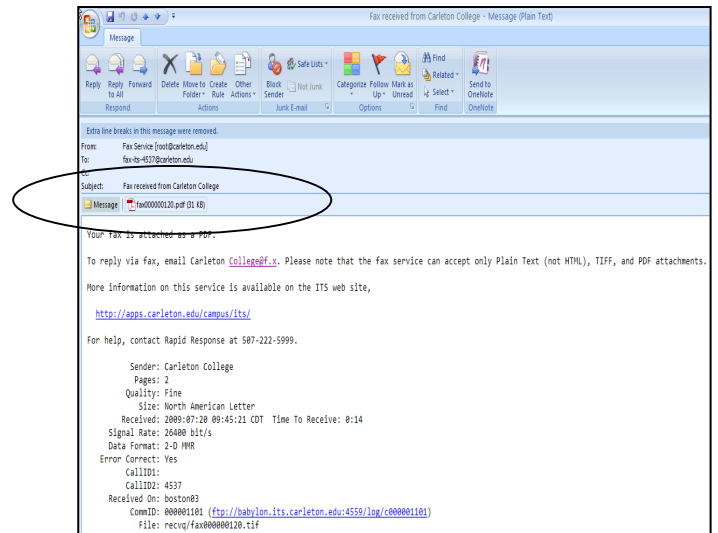 Fax received from Carleton College - Message (Plain Text)
Message
Reply Reply to All Forward Delete Move to Folder Create Rule Other Actions Block Sender Safe Lists Not Junk Categorize Follow Up Mark as Unread Find Related Select Send to OneNote
Respond Actions Junk E-mail Options Find OneNote
Extra line breaks in this message were removed.
From: Fax Service [root@carleton.edu]
To: fax-its-4537@carleton.edu
Cc:
Subject: Fax received from Carleton College
Message fax000000120.pdf (31 KB)
Your fax is attached as a PDF.
To reply via fax, email Carleton College@f.x. Please note that the fax service can accept only Plain Text (not HTML), TIFF, and PDF attachments.
More information on this service is available on the ITS web site,
http://apps.carleton.edu/campus/its/
For help, contact Rapid Response at 507-222-5999.
Sender: Carleton College
Pages: 2
Quality: Fine
Size: North American Letter
Received: 2009:07:20 09:45:21 CDT Time To Receive: 0:14
Signal Rate: 26400 bit/s
Data Format: 2-D MMR
Error Correct: Yes
CallID1:
CallID2: 4537
Received On: boston03
CommID: 000001101 (ftp://babylon.its.carleton.edu:4559/log/c000001101)
File: recvq/fax000000120.tif